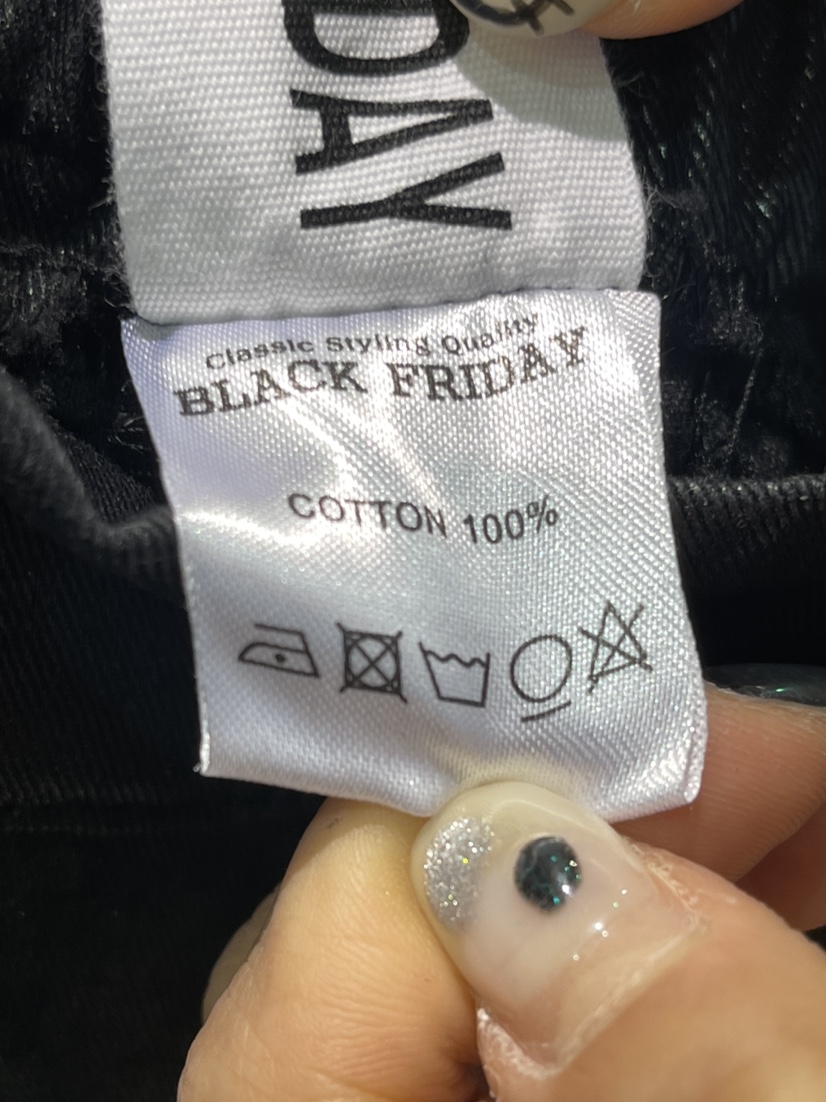 DAY
Classic Styling Quality
BLACK FRIDAY
COTTON 100%